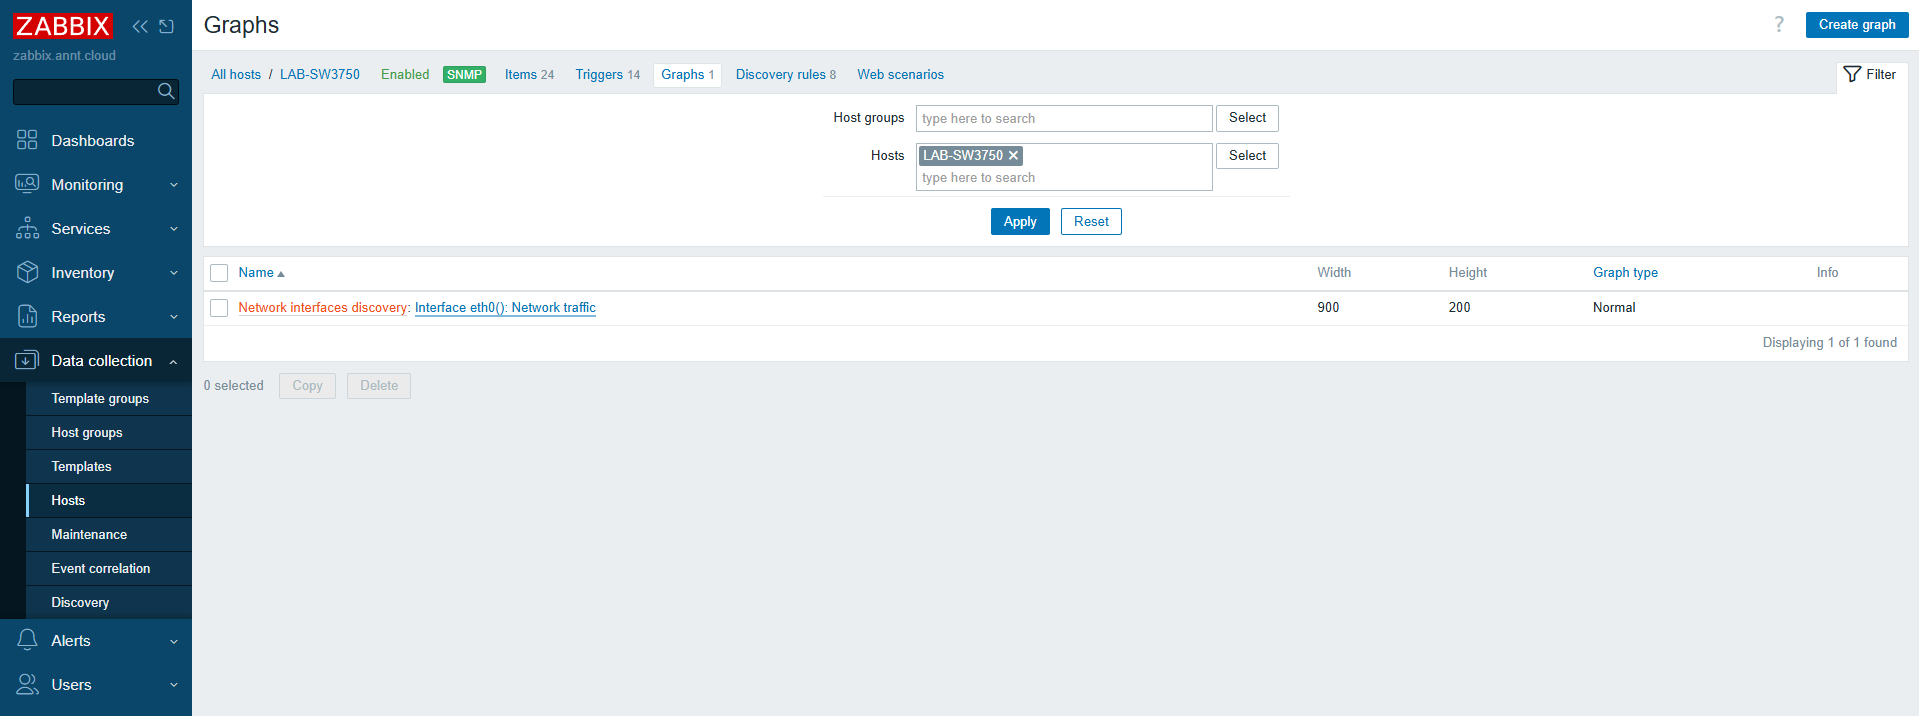 ZABBIX
zabbix.annt.cloud
Dashboards
Monitoring
Services
Inventory
Reports
Data collection
Template groups
Host groups
Templates
Hosts
Maintenance
Event correlation
Discovery
Alerts
Users
Graphs
? Create graph
All hosts / LAB-SW3750 Enabled SNMP Items 24 Triggers 14 Graphs 1 Discovery rules 8 Web scenarios Filter
Host groups type here to search Select
Hosts LAB-SW3750 Select
type here to search
Apply Reset
Name Width Height Graph type Info
Network interfaces discovery: Interface eth0(): Network traffic 900 200 Normal
Displaying 1 of 1 found
0 selected Copy Delete